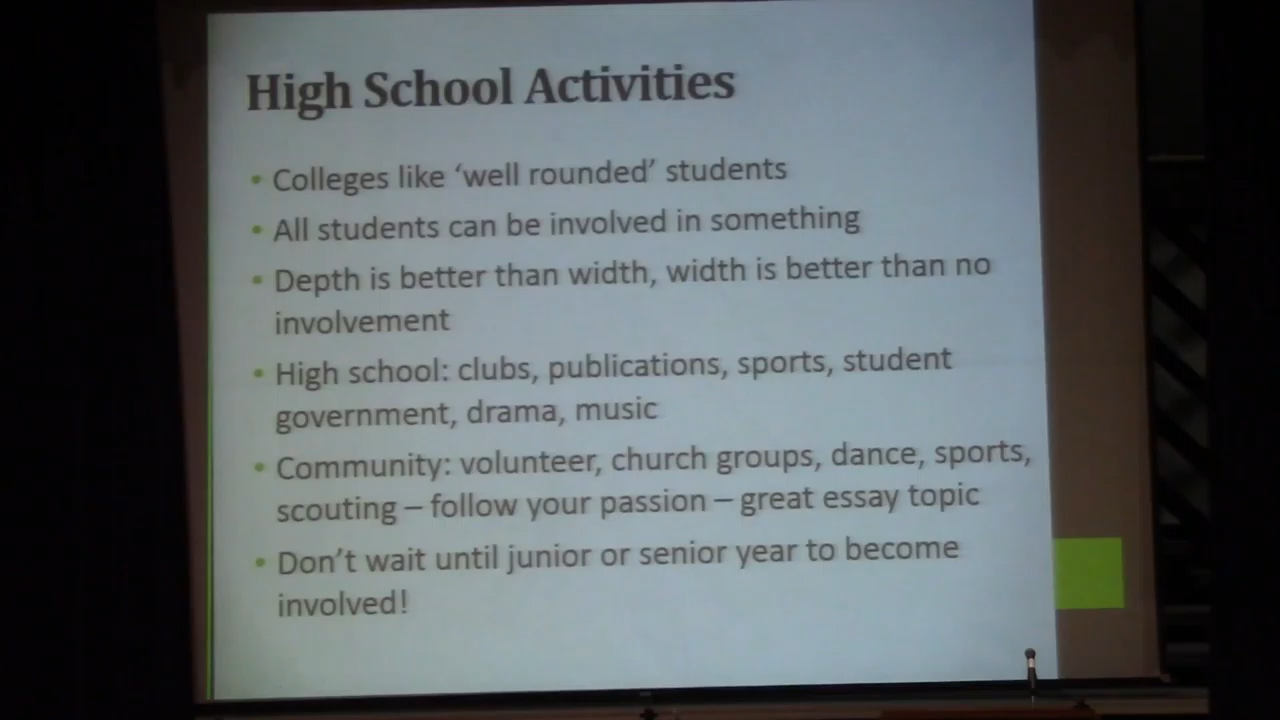 High School Activities
• Colleges like ‘well rounded’ students
• All students can be involved in something
• Depth is better than width, width is better than no
involvement
• High school: clubs, publications, sports, student
government, drama, music
• Community: volunteer, church groups, dance, sports,
scouting – follow your passion – great essay topic
• Don’t wait until junior or senior year to become
involved!